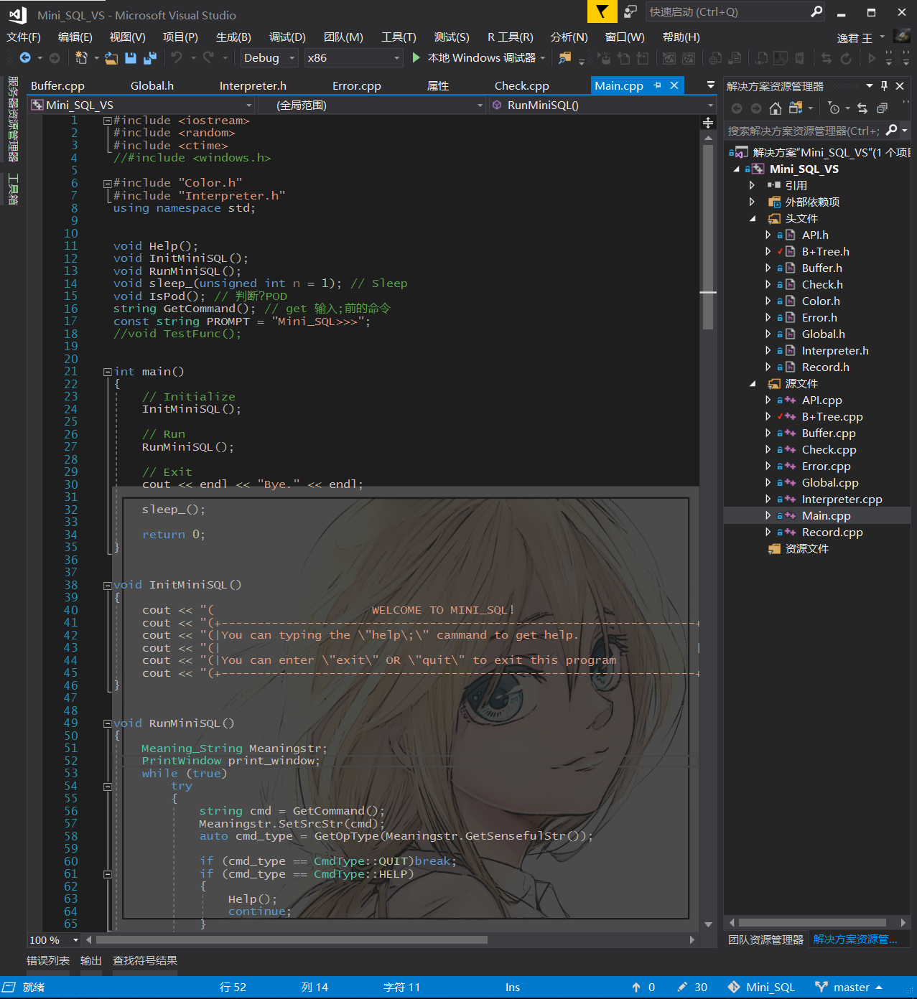 Mini_SQL_VS - Microsoft Visual Studio
快速启动 (Ctrl+Q)
文件(F) 编辑(E) 视图(V) 项目(P) 生成(B) 调试(D) 团队(M) 工具(T) 测试(S) R 工具(R) 分析(N) 窗口(W) 帮助(H) 逸君 王
Debug x86 本地 Windows 调试器
服务器资源管理器
工具箱
Buffer.cpp Global.h Interpreter.h Error.cpp 属性 Check.cpp Main.cpp
Mini_SQL_VS (全局范围) RunMiniSQL()
1 #include <iostream>
2 #include <random>
3 #include <ctime>
4 //#include <windows.h>
5
6 #include "Color.h"
7 #include "Interpreter.h"
8 using namespace std;
9
10
11 void Help();
12 void InitMiniSQL();
13 void RunMiniSQL();
14 void sleep_(unsigned int n = 1); // Sleep
15 void IsPod(); // 判断?POD
16 string GetCommand(); // get 输入;前的命令
17 const string PROMPT = "Mini_SQL>>>";
18 //void TestFunc();
19
20
21 int main()
22 {
23 // Initialize
24 InitMiniSQL();
25
26 // Run
27 RunMiniSQL();
28
29 // Exit
30 cout << endl << "Bye." << endl;
31
32 sleep_();
33
34 return 0;
35 }
36
37
38 void InitMiniSQL()
39 {
40 cout << "( WELCOME TO MINI_SQL!
41 cout << "(+------------------------------------------------------------------+
42 cout << "(|You can typing the \"help\;\" cammand to get help.
43 cout << "(| |
44 cout << "(|You can enter \"exit\" OR \"quit\" to exit this program
45 cout << "(+------------------------------------------------------------------+
46 }
47
48
49 void RunMiniSQL()
50 {
51 Meaning_String Meaningstr;
52 PrintWindow print_window;
53 while (true)
54 try
55 {
56 string cmd = GetCommand();
57 Meaningstr.SetSrcStr(cmd);
58 auto cmd_type = GetOpType(Meaningstr.GetSensefulStr());
59
60 if (cmd_type == CmdType::QUIT)break;
61 if (cmd_type == CmdType::HELP)
62 {
63 Help();
64 continue;
65 }
100 %
解决方案资源管理器
搜索解决方案资源管理器(Ctrl+;
解决方案"Mini_SQL_VS"(1 个项目
Mini_SQL_VS
引用
外部依赖项
头文件
API.h
B+Tree.h
Buffer.h
Check.h
Color.h
Error.h
Global.h
Interpreter.h
Record.h
源文件
API.cpp
B+Tree.cpp
Buffer.cpp
Check.cpp
Error.cpp
Global.cpp
Interpreter.cpp
Main.cpp
Record.cpp
资源文件
团队资源管理器 解决方案资源管...
错误列表 输出 查找符号结果
就绪 行 52 列 14 字符 11 Ins 0 30 Mini_SQL master